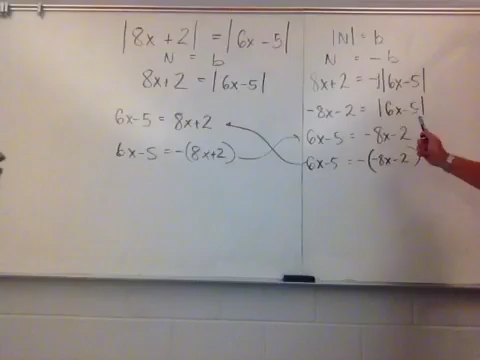 |8x + 2| = |6x - 5|
N = b
8x + 2 = |6x - 5|
6x - 5 = 8x + 2
6x - 5 = -(8x + 2)
|N| = b
N = -b
8x + 2 = -1|6x - 5|
-8x - 2 = |6x - 5|
6x - 5 = -8x - 2
6x - 5 = -(-8x - 2)